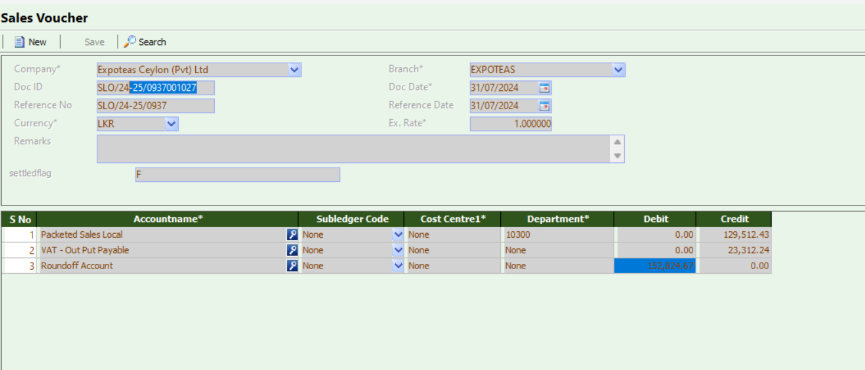 Sales Voucher
New Save Search
Company* Expoteas Ceylon (Pvt) Ltd Branch* EXPOTEAS
Doc ID SLO/24-25/0937001027 Doc Date* 31/07/2024
Reference No SLO/24-25/0937 Reference Date 31/07/2024
Currency* LKR Ex. Rate* 1.000000
Remarks
settledflag F
S No Accountname* Subledger Code Cost Centre1* Department* Debit Credit
1 Packeted Sales Local None None 10300 0.00 129,512.43
2 VAT - Out Put Payable None None None 0.00 23,312.24
3 Roundoff Account None None 152,824.67 0.00